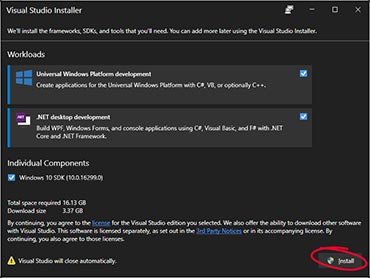 Visual Studio Installer
We'll install the frameworks, SDKs, and tools that you'll need. You can add more later using the Visual Studio Installer.
Workloads
Universal Windows Platform development
Create applications for the Universal Windows Platform with C#, VB, or optionally C++.
.NET
.NET desktop development
Build WPF, Windows Forms, and console applications using C#, Visual Basic, and F# with .NET
Core and .NET Framework.
Individual Components
Windows 10 SDK (10.0.16299.0)
Total space required 16.13 GB
Download size 3.37 GB
By continuing, you agree to the license for the Visual Studio edition you selected. We also offer the ability to download other software
with Visual Studio. This software is licensed separately, as set out in the 3rd Party Notices or in its accompanying license. By
continuing, you also agree to those licenses.
Visual Studio will close automatically.
Install